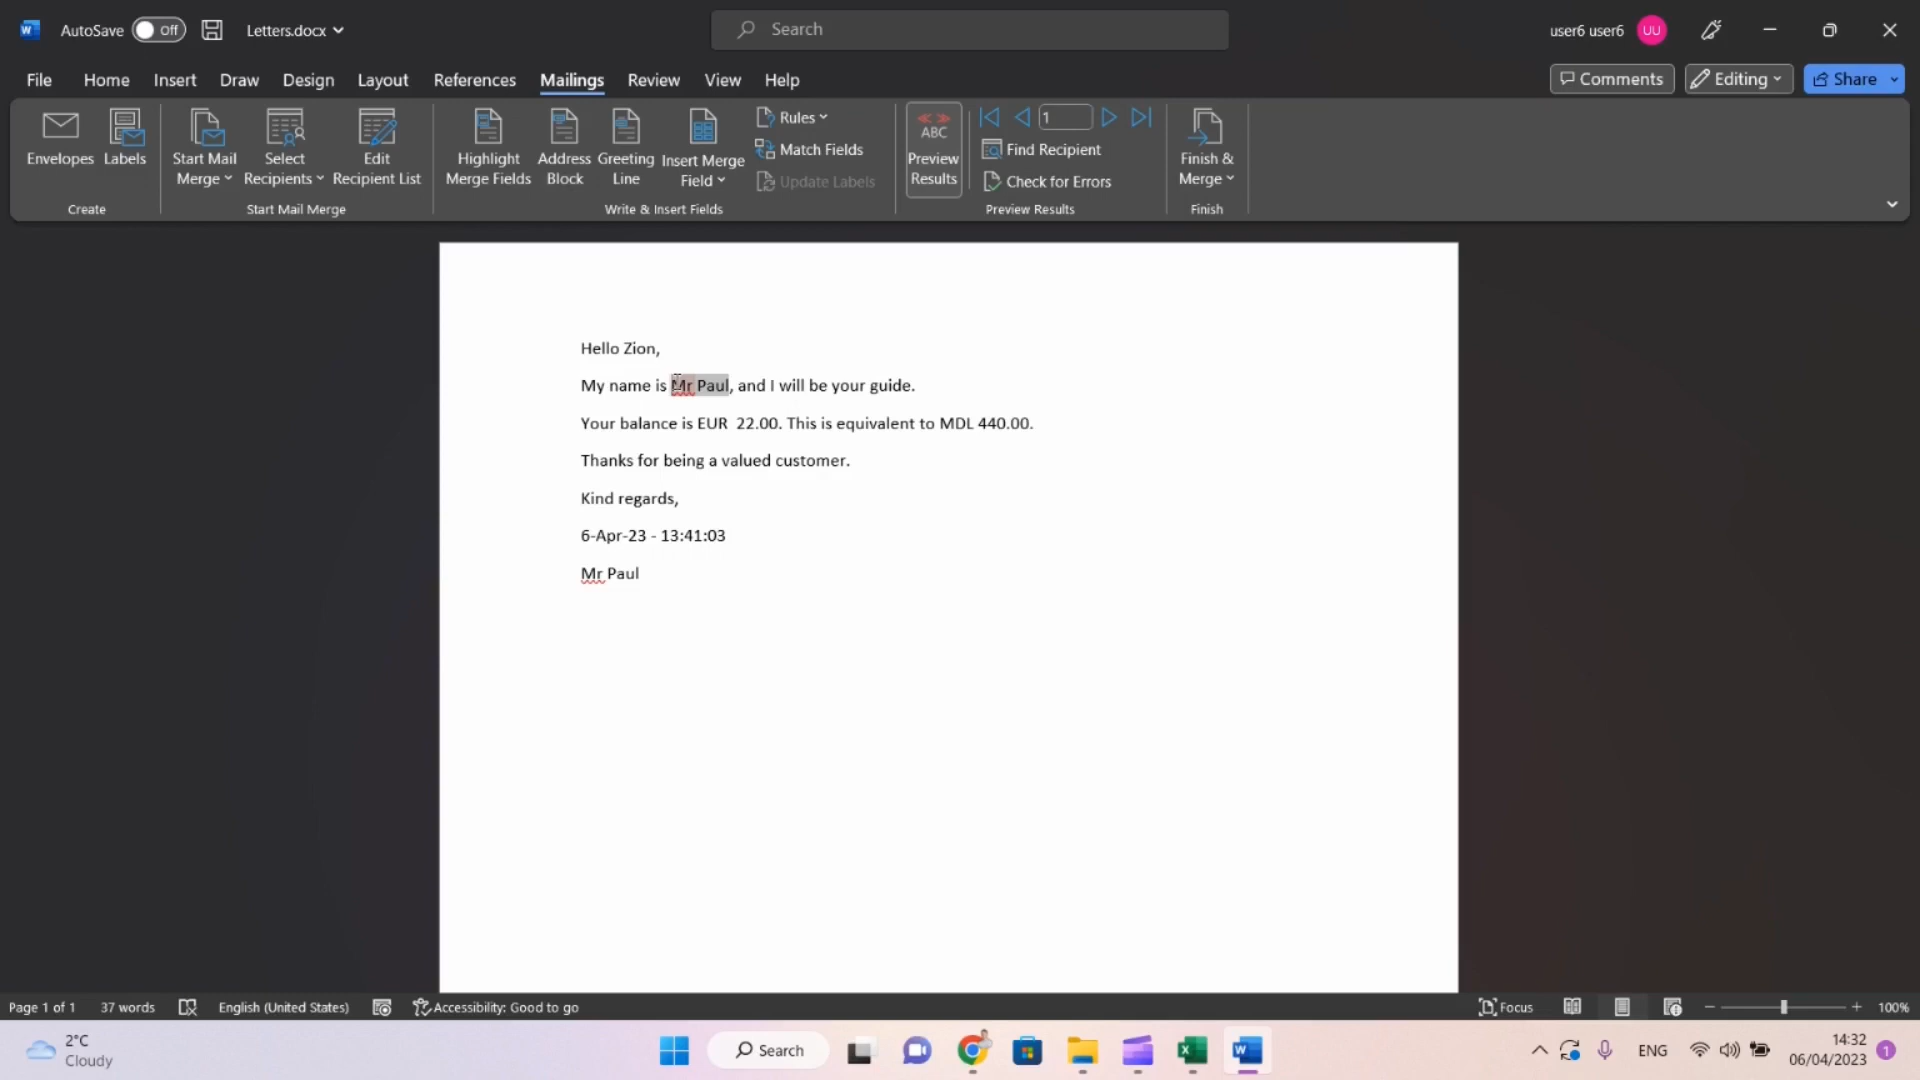 AutoSave Off Letters.docx Search user6 user6 UU
File Home Insert Draw Design Layout References Mailings Review View Help Comments Editing Share
Envelopes Labels Start Mail Merge Select Recipients Edit Recipient List Highlight Merge Fields Address Block Greeting Line Insert Merge Field Rules Match Fields Update Labels ABC Preview Results 1 Find Recipient Check for Errors Finish & Merge
Create Start Mail Merge Write & Insert Fields Preview Results Finish
Hello Zion,
My name is Mr Paul, and I will be your guide.
Your balance is EUR  22.00. This is equivalent to MDL 440.00.
Thanks for being a valued customer.
Kind regards,
6-Apr-23 - 13:41:03
Mr Paul
Page 1 of 1 37 words English (United States) Accessibility: Good to go Focus 100%
2°C
Cloudy
Search
ENG
14:32
06/04/2023
1